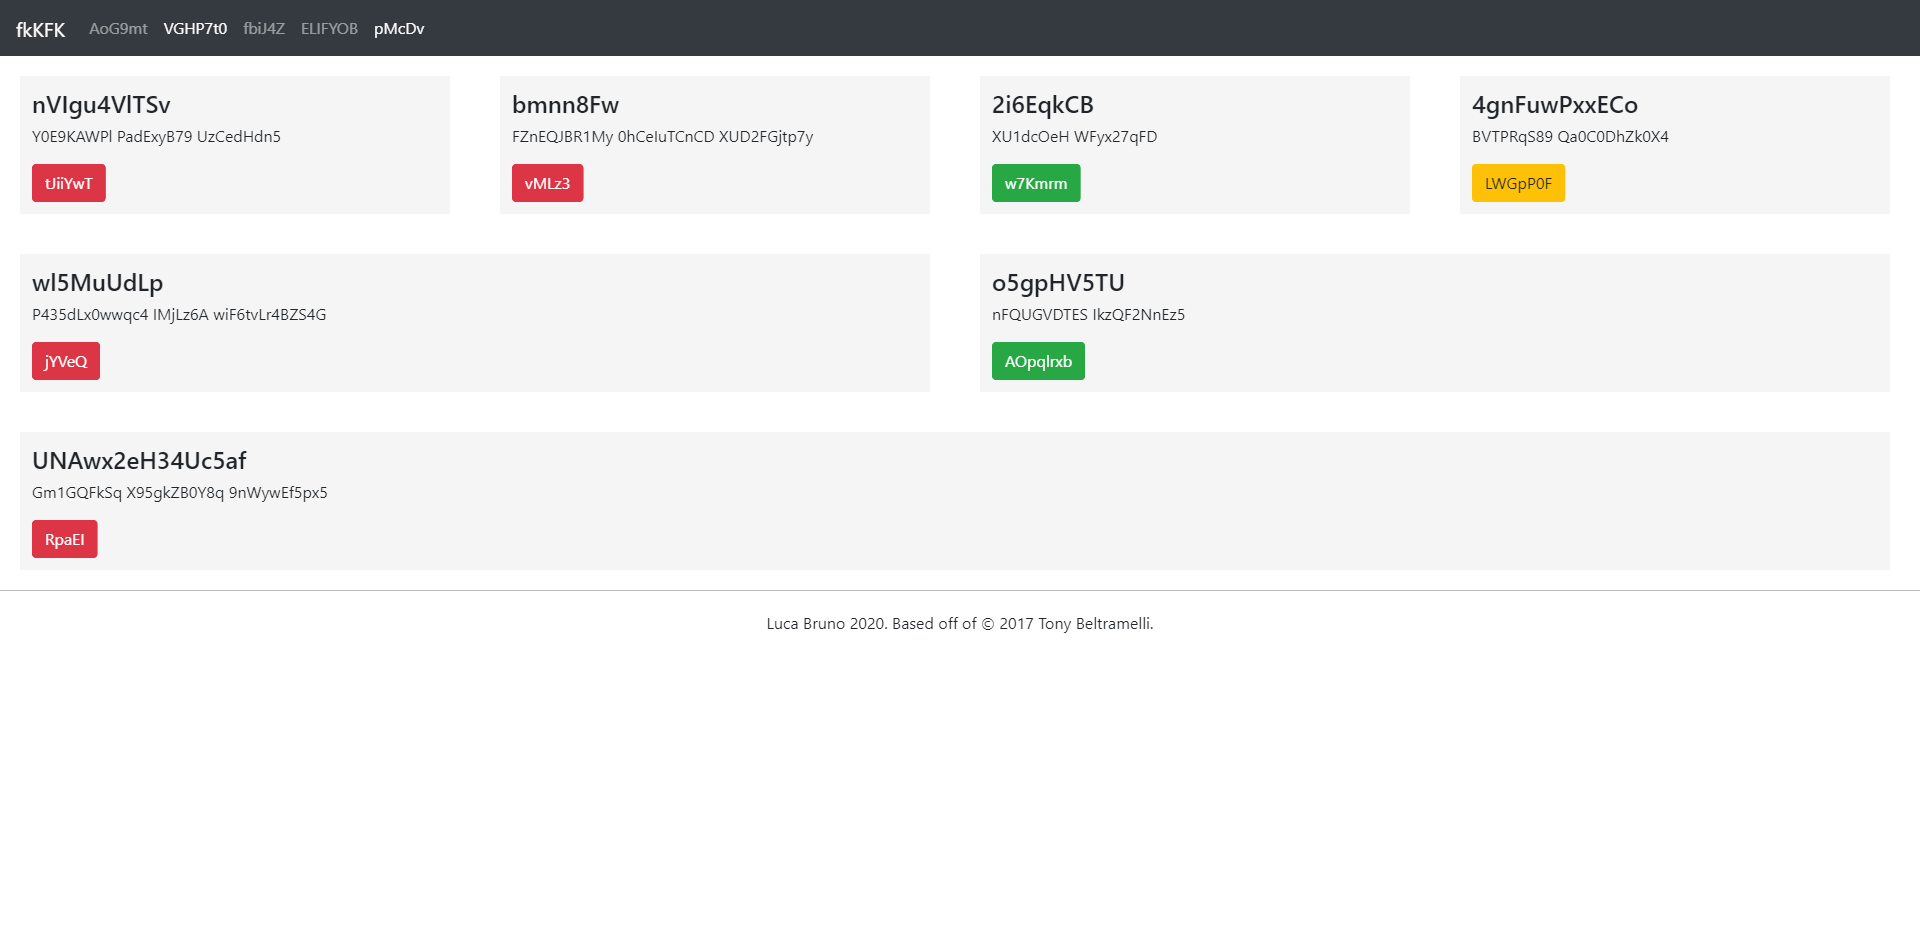 fkKFK AoG9mt VGHP7t0 fbiJ4Z ELIFYOB pMcDv
nVIgu4VlTSv
Y0E9KAWPl PadExyB79 UzCedHdn5
tJiiYwT
bmnn8Fw
FZnEQJBR1My 0hCeIuTCnCD XUD2FGjtp7y
vMLz3
2i6EqkCB
XU1dcOeH WFyx27qFD
w7Kmrm
4gnFuwPxxECo
BVTPRqS89 Qa0C0DhZk0X4
LWGpP0F
wl5MuUdLp
P435dLx0wwqc4 IMjLz6A wiF6tvLr4BZS4G
jYVeQ
o5gpHV5TU
nFQUGVDTES IkzQF2NnEz5
AOpqlrxb
UNAwx2eH34Uc5af
Gm1GQFkSq X95gkZB0Y8q 9nWywEf5px5
RpaEI
Luca Bruno 2020. Based off of © 2017 Tony Beltramelli.